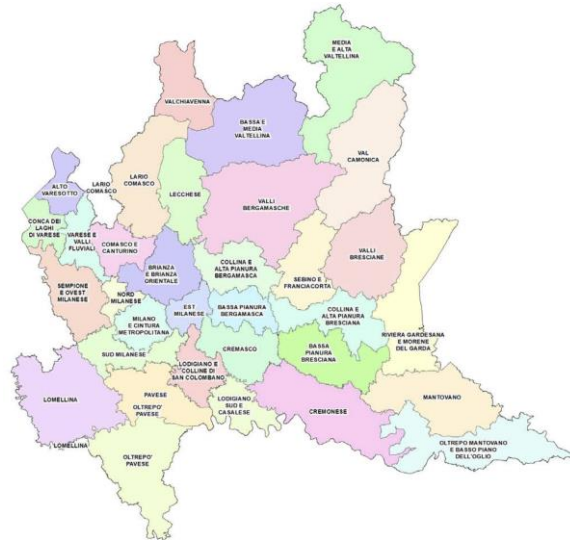 MEDIA
E ALTA
VALTELLINA
VALCHIAVENNA
BASSA E
MEDIA
VALTELLINA
VAL
CAMONICA
LARIO
COMASCO
LECCHESE
ALTO
VARESOTTO
LARIO
COMASCO
VALLI
BERGAMASCHE
CONCA DEI
LAGHI
DI VARESE
VARESE E
VALLI
FLUVIALI
COMASCO E
CANTURINO
VALLI
BRESCIANE
BRIANZA
E BRIANZA
ORIENTALE
COLLINA E
ALTA PIANURA
BERGAMASCA
SEBINO E
FRANCIACORTA
SEMPIONE
E OVEST
MILANESE
NORD
MILANESE
EST
MILANESE
BASSA PIANURA
BERGAMASCA
COLLINA E
ALTA PIANURA
BRESCIANA
MILANO
E CINTURA
METROPOLITANA
RIVIERA GARDESANA
E MORENE
DEL GARDA
SUD MILANESE
LODIGIANO E
COLLINE DI
SAN COLOMBANO
CREMASCO
BASSA
PIANURA
BRESCIANA
LOMELLINA
PAVESE
OLTREPO'
PAVESE
LODIGIANO
SUD E
CASALESE
CREMONESE
MANTOVANO
LOMELLINA
OLTREPO'
PAVESE
OLTREPO MANTOVANO
E BASSO PIANO
DELL'OGLIO